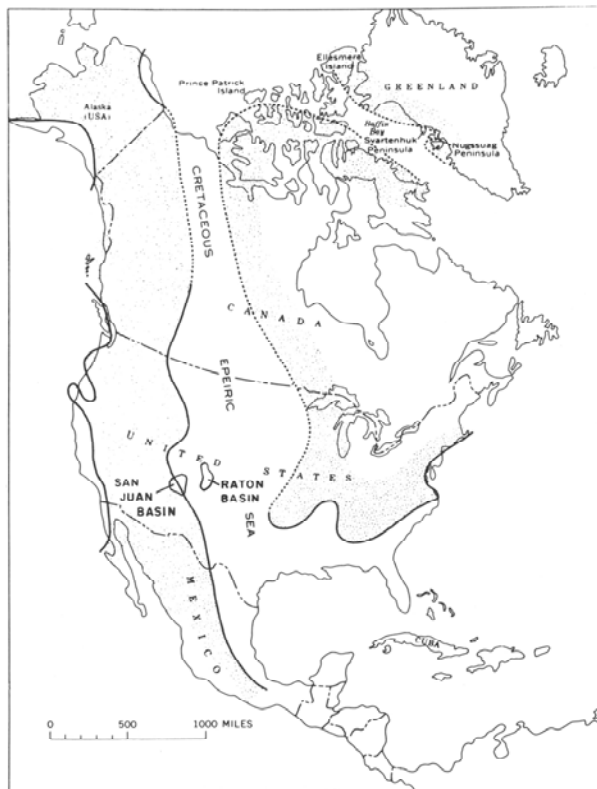 Ellesmere
Island
Prince Patrick
Island
GREENLAND
Alaska
(USA)
Baffin
Bay
Svartenhuk
Peninsula
Nugssuaq
Peninsula
CRETACEOUS
CANADA
EPEIRIC
UNITED STATES
SAN
JUAN
BASIN
RATON
BASIN
SEA
MEXICO
CUBA
0 500 1000 MILES